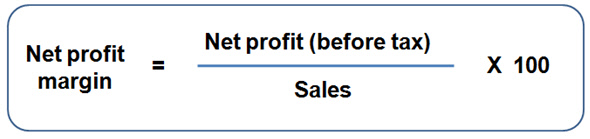 Net profit
margin
=
Net profit (before tax)
Sales
X 100